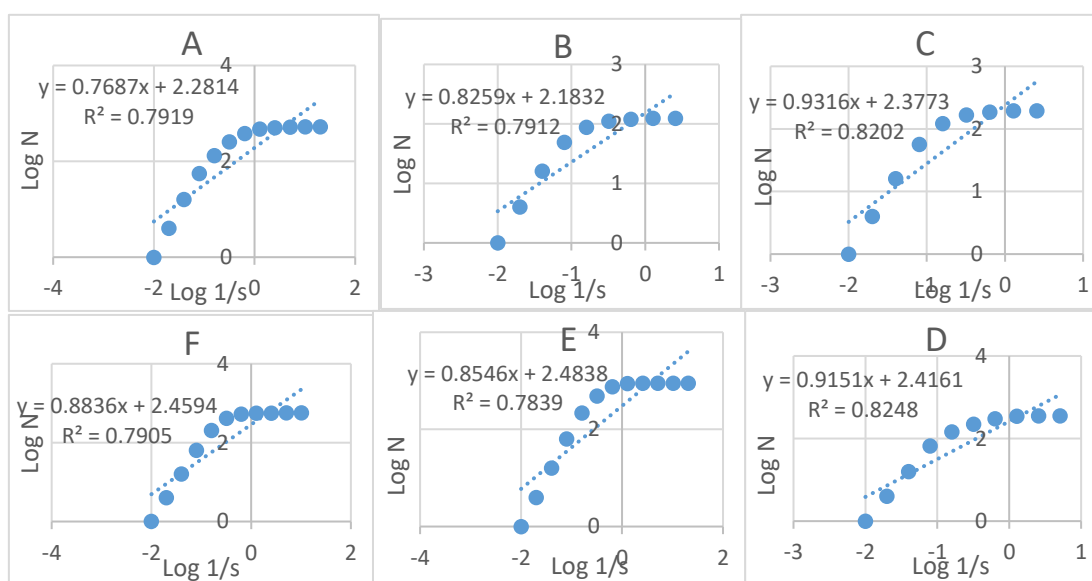 A
y = 0.7687x + 2.2814
R² = 0.7919
4
2
0
-4
-2
0
2
Log N
Log 1/s
B
y = 0.8259x + 2.1832
R² = 0.7912
3
2
1
0
-3
-2
-1
0
1
Log N
Log 1/s
C
y = 0.9316x + 2.3773
R² = 0.8202
3
2
1
0
-3
-2
-1
0
1
Log N
Log 1/s
F
y = 0.8836x + 2.4594
R² = 0.7905
4
2
0
-4
-2
0
2
Log N
Log 1/s
E
y = 0.8546x + 2.4838
R² = 0.7839
4
2
0
-4
-2
0
2
Log N
Log 1/s
D
y = 0.9151x + 2.4161
R² = 0.8248
4
2
0
-3
-2
-1
0
1
Log N
Log 1/s